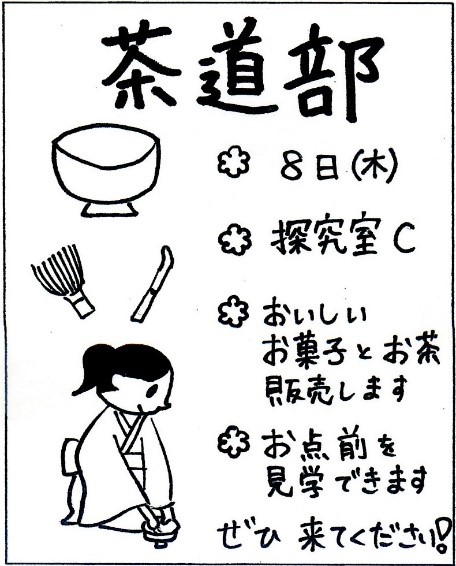 茶道部
8日(木)
探究室C
おいしい
お菓子とお茶
販売します
お点前を
見学できます
ぜひ来てください!